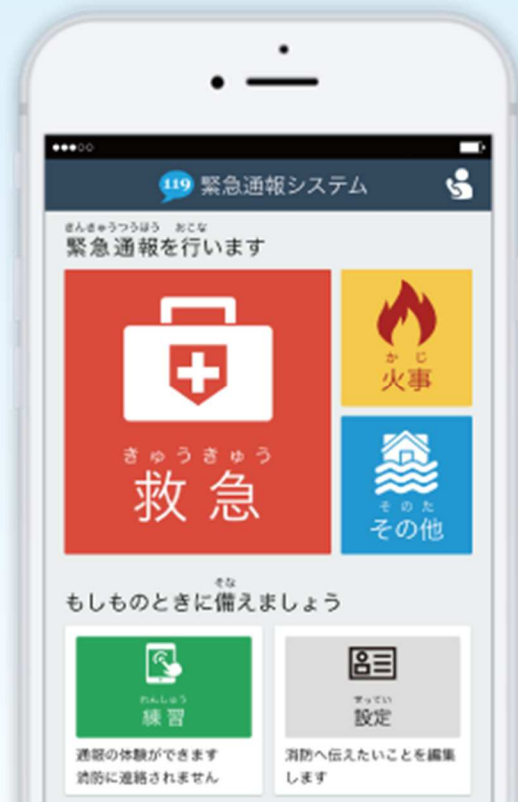 119 緊急通報システム
きんきゅうつうほう おこな
緊急通報を行います
きゅうきゅう
救急
かじ
火事
そのた
その他
そな
もしものときに備えましょう
れんしゅう
練習
通報の体験ができます
消防に連絡されません
せってい
設定
消防へ伝えたいことを編集
します